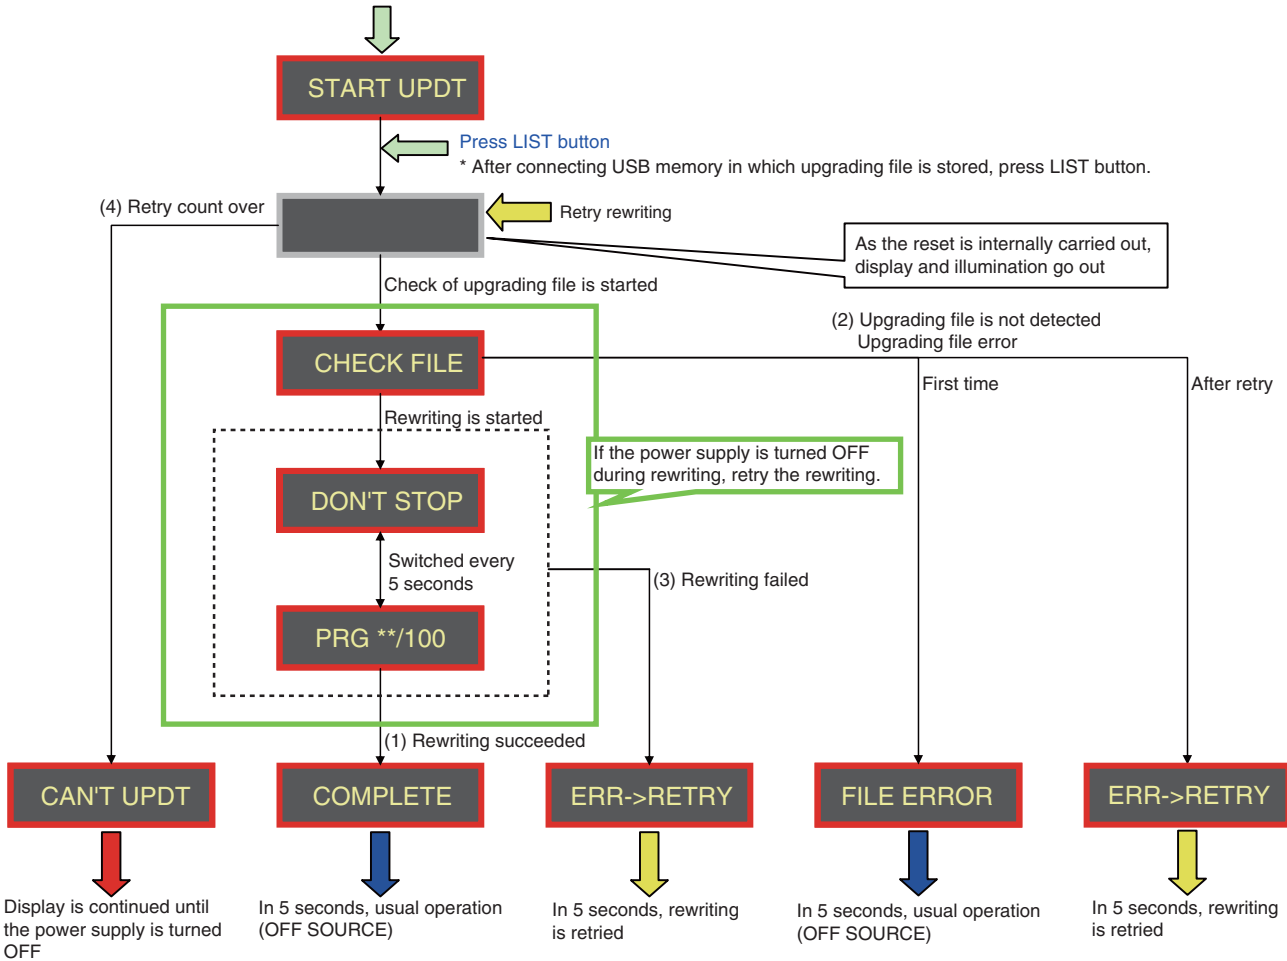 START UPDT
Press LIST button
* After connecting USB memory in which upgrading file is stored, press LIST button.
(4) Retry count over
Retry rewriting
As the reset is internally carried out,
display and illumination go out
Check of upgrading file is started
(2) Upgrading file is not detected
Upgrading file error
CHECK FILE
First time
After retry
Rewriting is started
If the power supply is turned OFF
during rewriting, retry the rewriting.
DON'T STOP
Switched every
5 seconds
(3) Rewriting failed
PRG **/100
(1) Rewriting succeeded
CAN'T UPDT
COMPLETE
ERR->RETRY
FILE ERROR
ERR->RETRY
Display is continued until
the power supply is turned
OFF
In 5 seconds, usual operation
(OFF SOURCE)
In 5 seconds, rewriting
is retried
In 5 seconds, usual operation
(OFF SOURCE)
In 5 seconds, rewriting
is retried